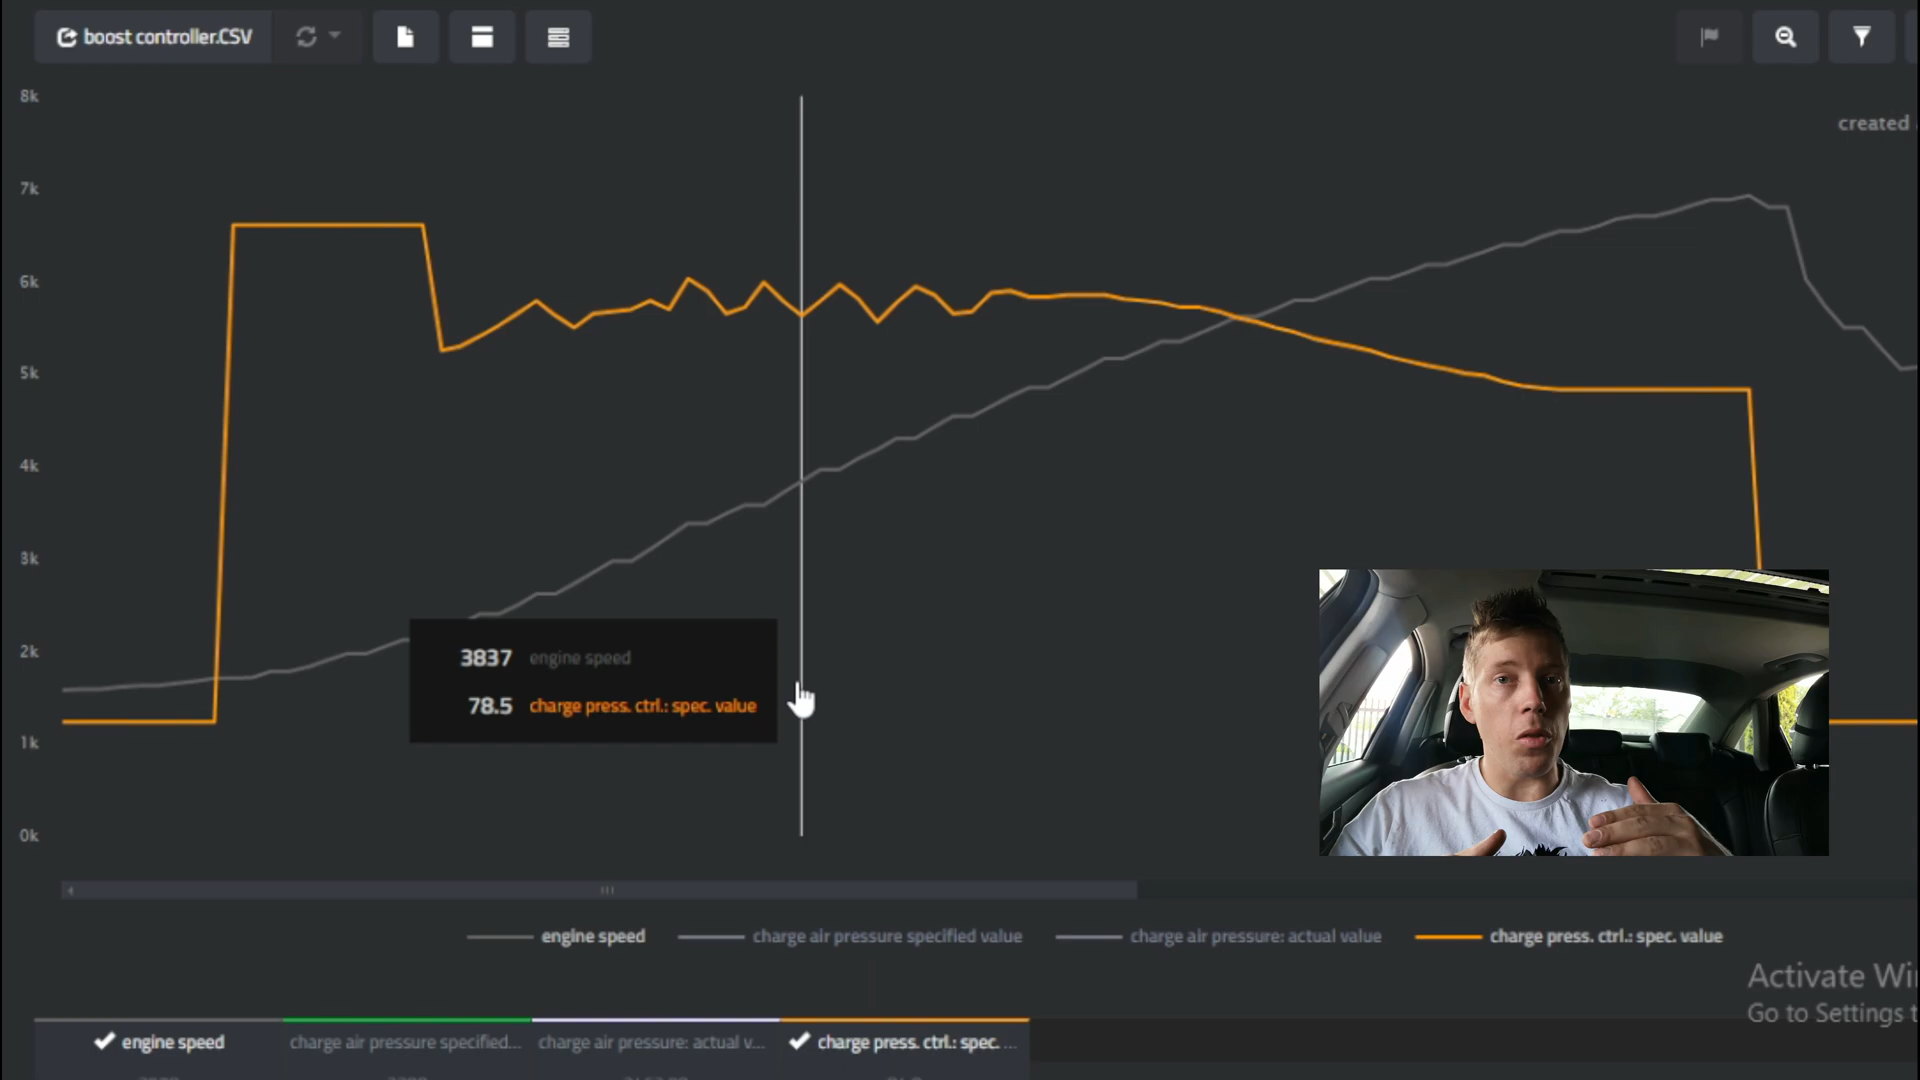 boost controller.CSV
8k
created
7k
6k
5k
4k
3k
2k
1k
0k
3837 engine speed
78.5 charge press. ctrl.: spec. value
engine speed charge air pressure specified value charge air pressure: actual value charge press. ctrl.: spec. value
Activate Wi
Go to Settings t
engine speed charge air pressure specified... charge air pressure: actual v... charge press. ctrl.: spec. ...